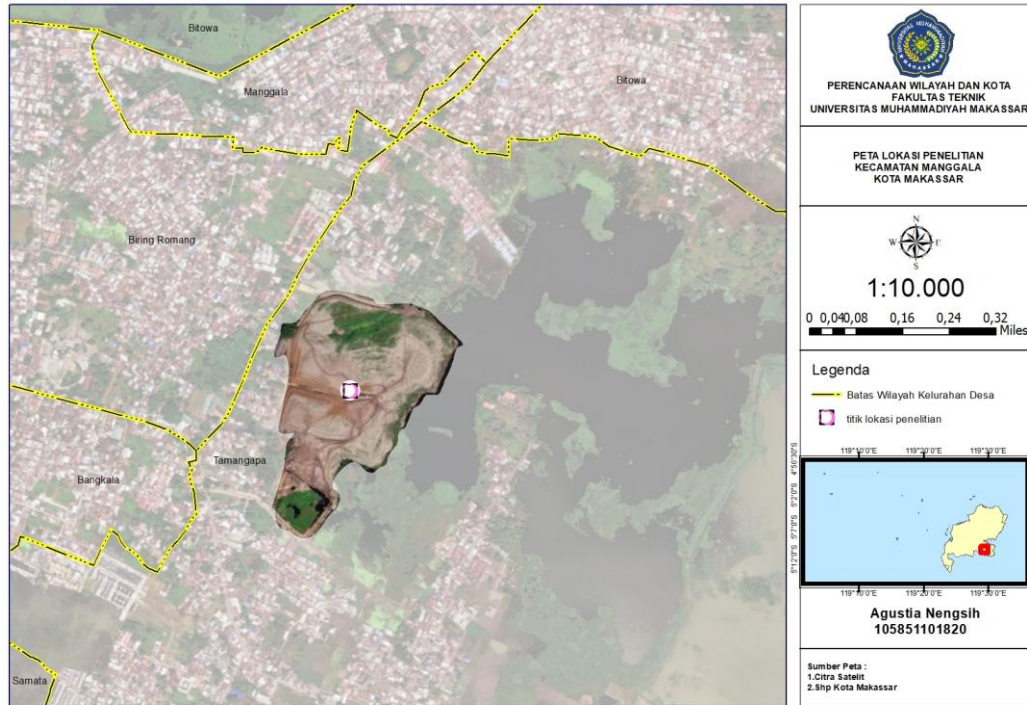 Bitowa
Manggala
Bitowa
Biring Romang
Tamangapa
Bangkala
Samata
UNIVERSITAS MUHAMMADIYAH
MAKASSAR
PERENCANAAN WILAYAH DAN KOTA
FAKULTAS TEKNIK
UNIVERSITAS MUHAMMADIYAH MAKASSAR
PETA LOKASI PENELITIAN
KECAMATAN MANGGALA
KOTA MAKASSAR
N
W E
S
1:10.000
0 0,040,08 0,16 0,24 0,32
Miles
Legenda
Batas Wilayah Kelurahan Desa
titik lokasi penelitian
119°10'0"E 119°20'0"E 119°30'0"E
4°56'30"S
5°2'0"S
5°7'0"S
5°12'0"S
119°10'0"E 119°20'0"E 119°30'0"E
Agustia Nengsih
105851101820
Sumber Peta :
1.Citra Satelit
2.Shp Kota Makassar